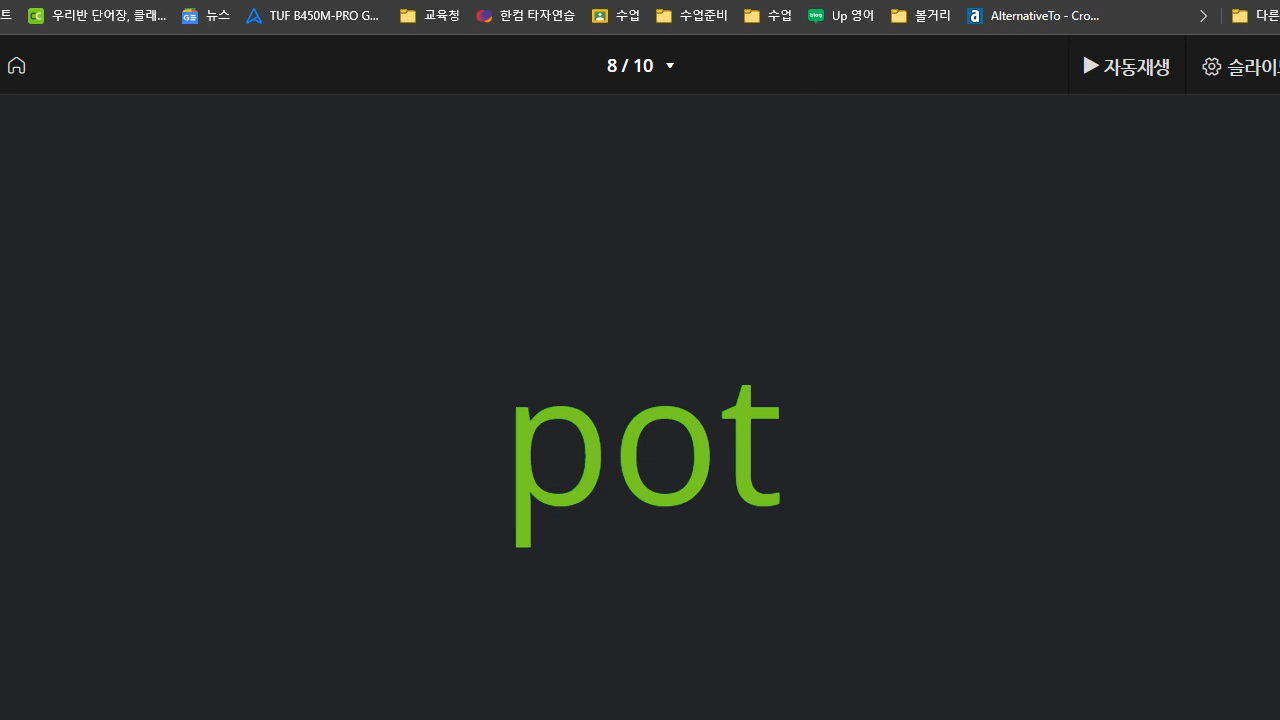 트 우리반 단어장, 클래... 뉴스 TUF B450M-PRO G... 교육청 한컴 타자연습 수업 수업준비 수업 Up 영어 볼거리 AlternativeTo - Cro... 다른
8 / 10 자동재생 슬라이드
pot